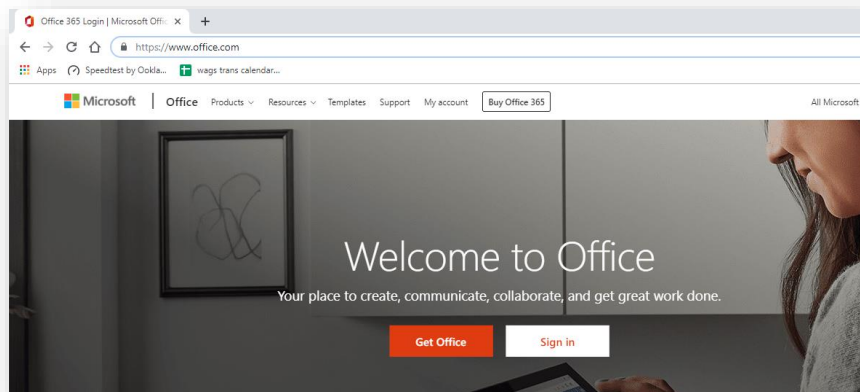 Office 365 Login | Microsoft Offic
https://www.office.com
Apps Speedtest by Ookla... wags trans calendar...
Microsoft | Office Products Resources Templates Support My account Buy Office 365 All Microsoft
Welcome to Office
Your place to create, communicate, collaborate, and get great work done.
Get Office Sign in